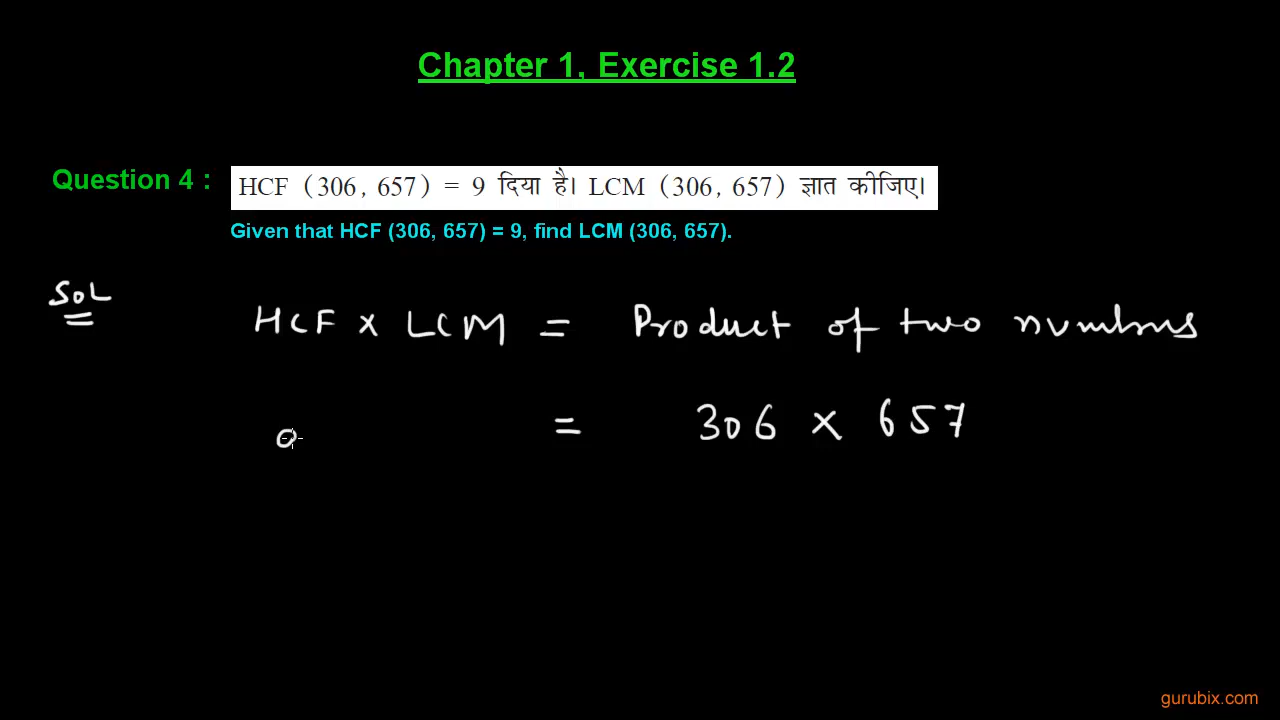 Chapter 1, Exercise 1.2
Question 4 : HCF (306, 657) = 9 दिया है। LCM (306, 657) ज्ञात कीजिए।
Given that HCF (306, 657) = 9, find LCM (306, 657).
SoL
HCF × LCM = Product of two numbers
= 306 × 657
gurubix.com